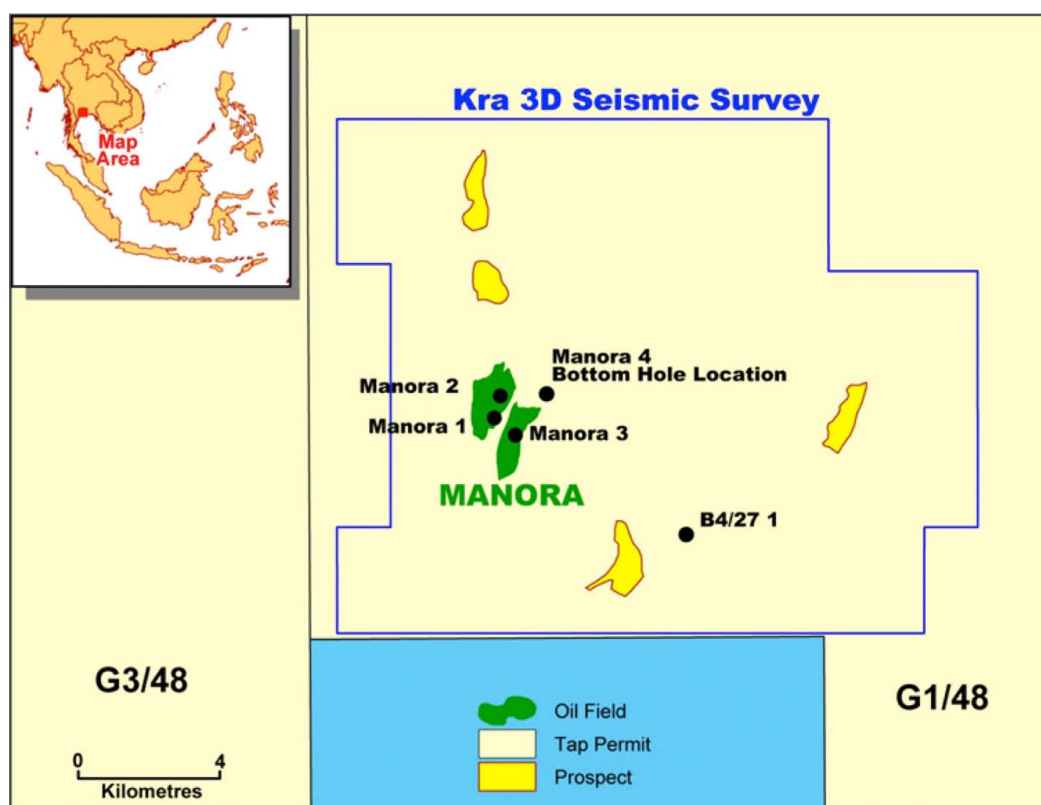 Map
Area
Kra 3D Seismic Survey
Manora 4
Bottom Hole Location
Manora 2
Manora 1
Manora 3
MANORA
B4/27 1
G3/48
G1/48
Oil Field
Tap Permit
Prospect
0 4
Kilometres